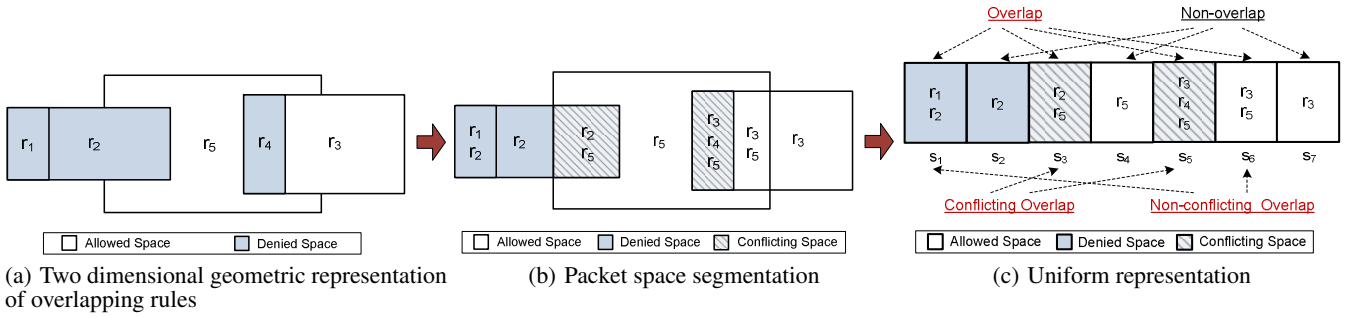 r1
r2
r5
r4
r3
Allowed Space
Denied Space
(a) Two dimensional geometric representation
of overlapping rules
r1
r2
r2
r2
r5
r5
r3
r4
r5
r3
r5
r3
Allowed Space
Denied Space
Conflicting Space
(b) Packet space segmentation
Overlap
Non-overlap
r1
r2
r2
r2
r5
r5
r3
r4
r5
r3
r5
r3
s1
s2
s3
s4
s5
s6
s7
Conflicting Overlap
Non-conflicting Overlap
Allowed Space
Denied Space
Conflicting Space
(c) Uniform representation